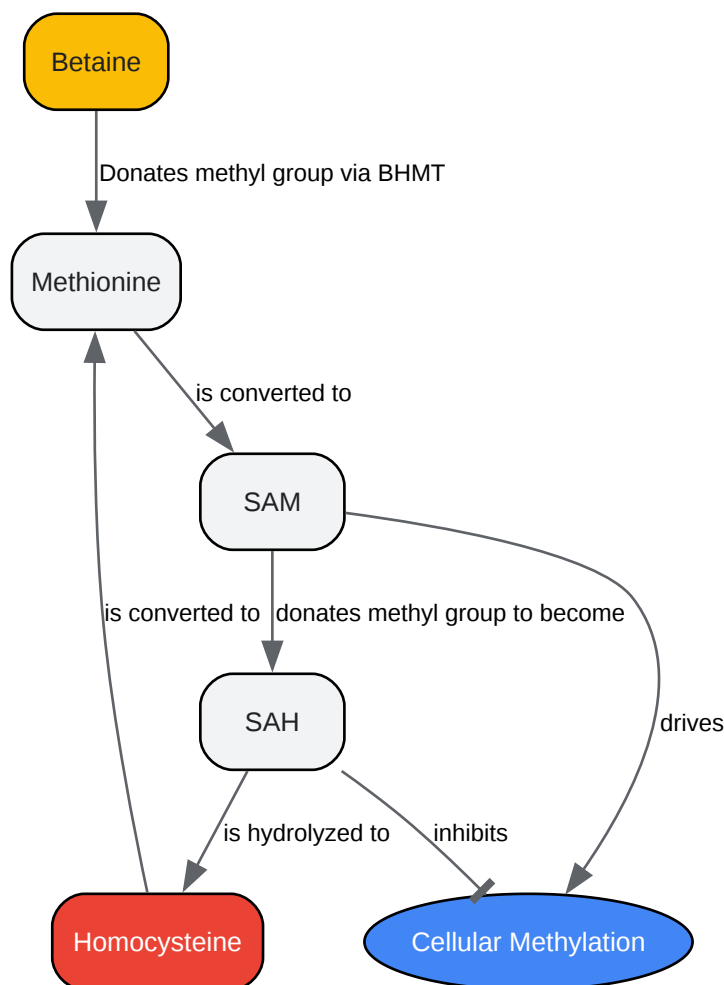 Betaine
Donates methyl group via BHMT
Methionine
is converted to
SAM
is converted to
donates methyl group to become
SAH
drives
is hydrolyzed to
inhibits
Homocysteine
Cellular Methylation